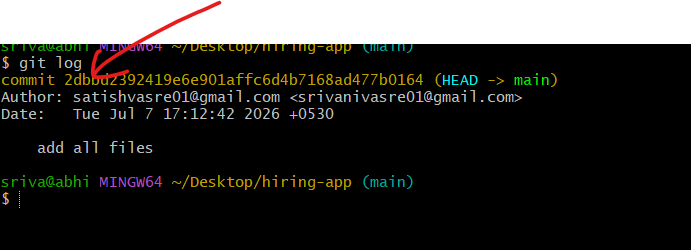 sriva@abhi MINGW64 ~/Desktop/hiring-app (main)
$ git log
commit 2dbbd2392419e6e901affc6d4b7168ad477b0164 (HEAD -> main)
Author: satishvasre01@gmail.com <srivanivasre01@gmail.com>
Date:   Tue Jul 7 17:12:42 2026 +0530
    add all files
sriva@abhi MINGW64 ~/Desktop/hiring-app (main)
$